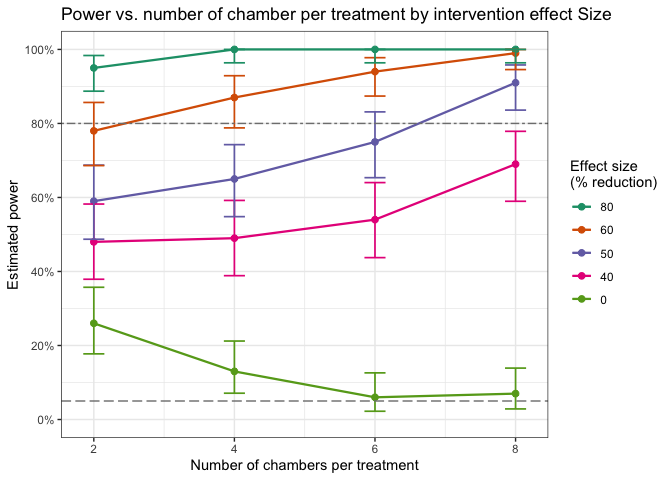 Power vs. number of chamber per treatment by intervention effect Size
100%
80%
60%
40%
20%
0%
Estimated power
2 4 6 8
Number of chambers per treatment
Effect size
(% reduction)
80
60
50
40
0